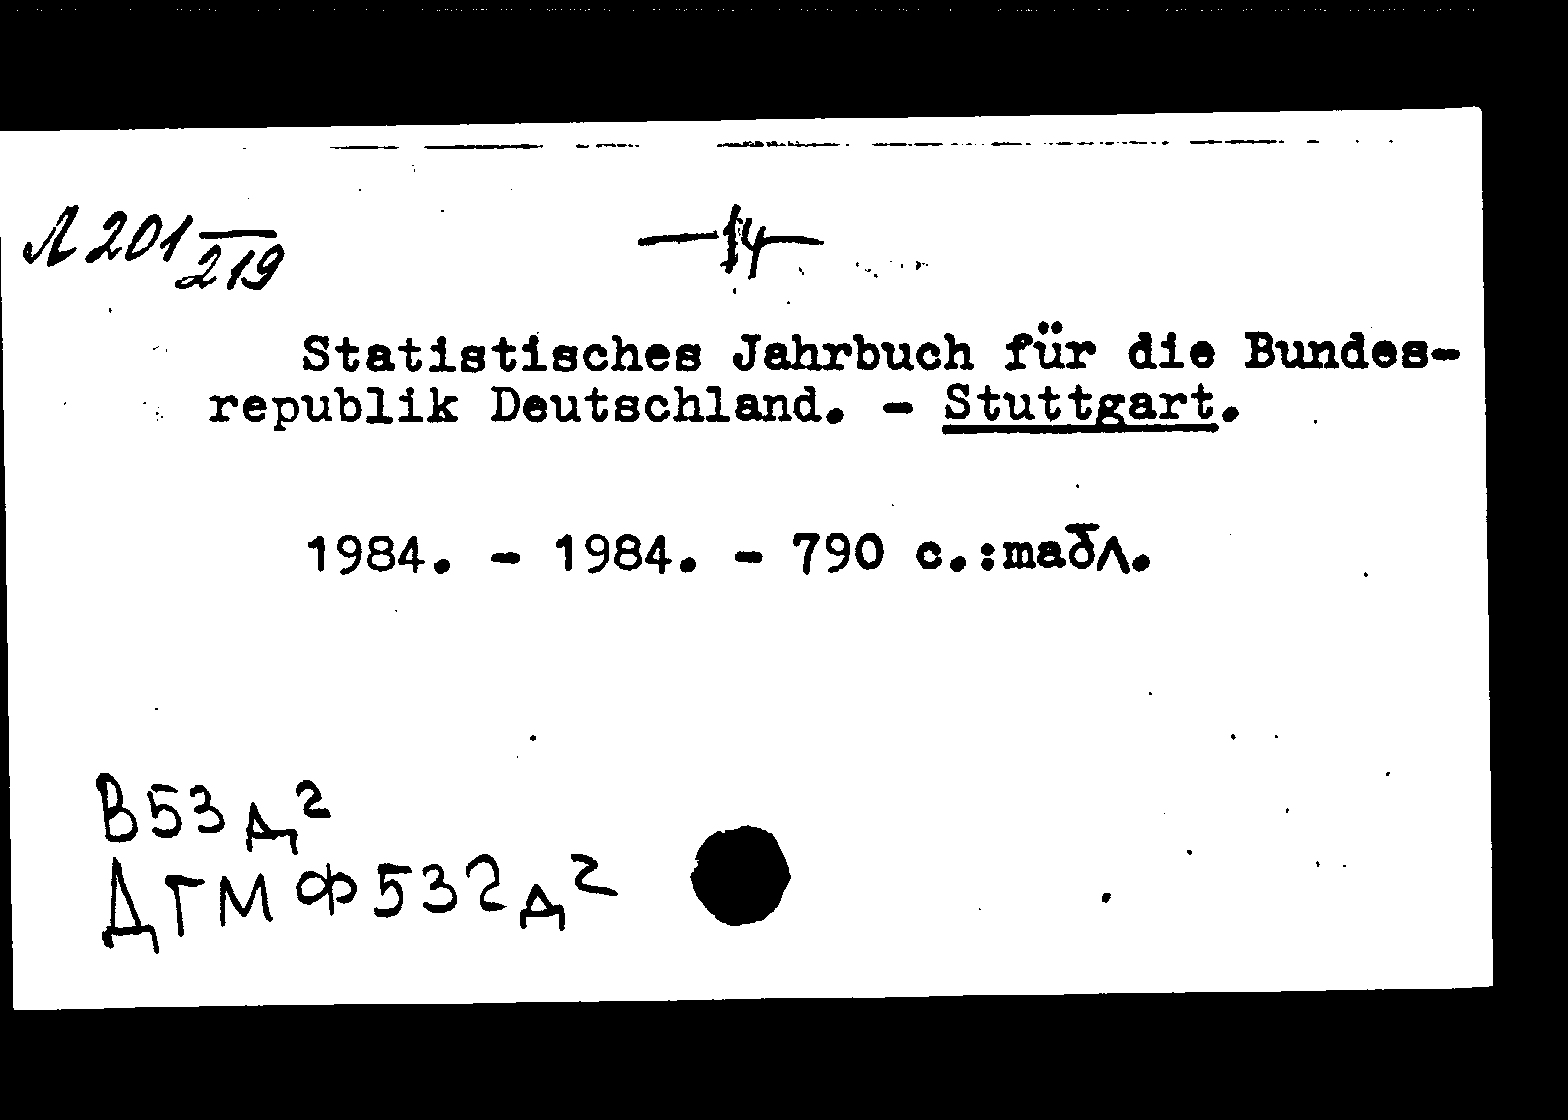 Л 201/219
—14—
Statistisches Jahrbuch für die Bundes-
republik Deutschland. - Stuttgart.
1984. - 1984. - 790 с.:табл.
В53д²
ДГМФ532д²